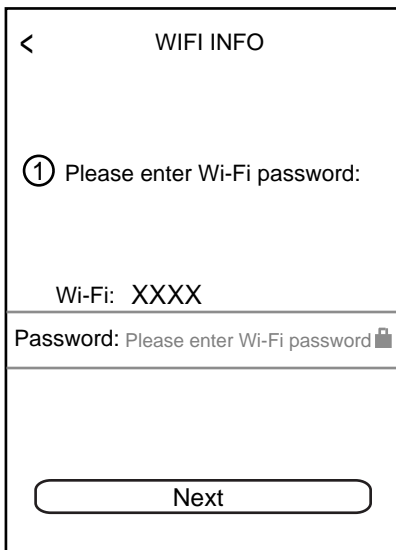 < WIFI INFO
① Please enter Wi-Fi password:
Wi-Fi: XXXX
Password: Please enter Wi-Fi password
Next